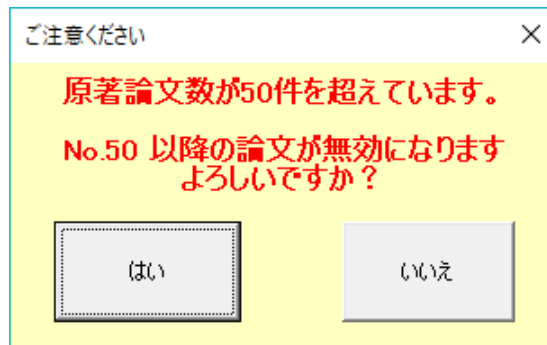 ご注意ください
原著論文数が50件を超えています。
No.50 以降の論文が無効になります
よろしいですか？
はい
いいえ